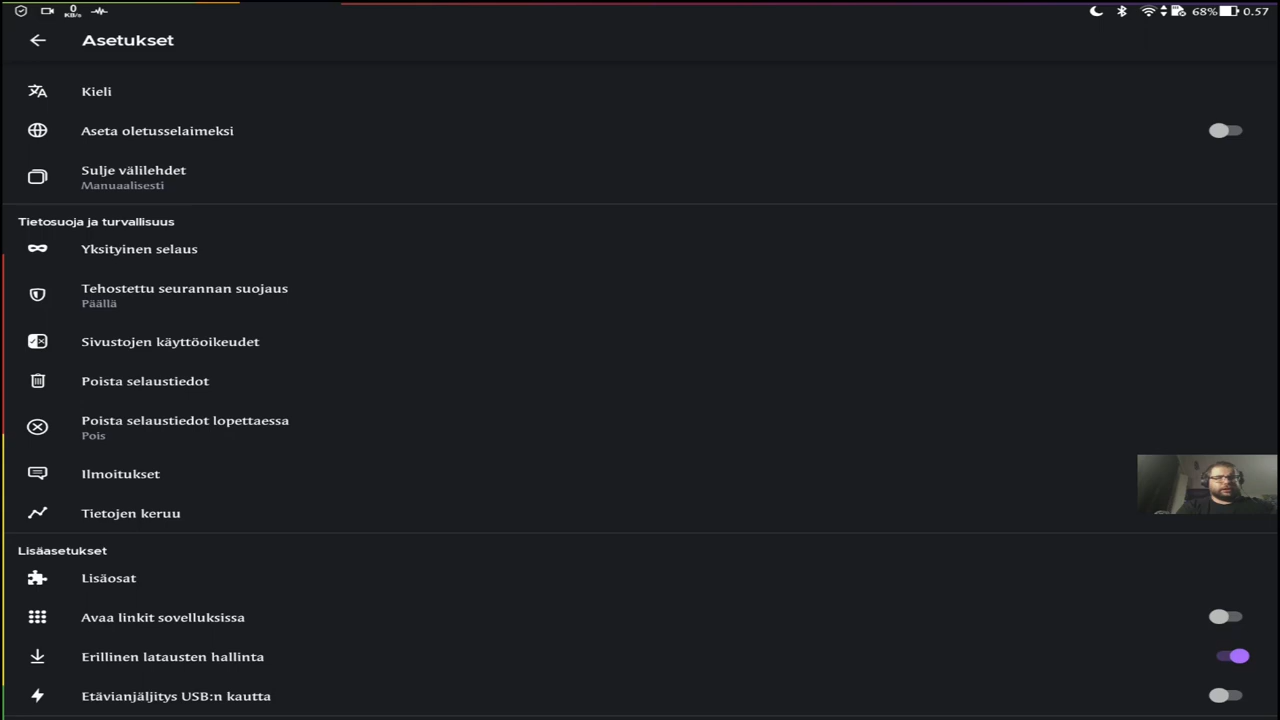 0
KB/s
68%
0.57
Asetukset
Kieli
Aseta oletusselaimeksi
Sulje välilehdet
Manuaalisesti
Tietosuoja ja turvallisuus
Yksityinen selaus
Tehostettu seurannan suojaus
Päällä
Sivustojen käyttöoikeudet
Poista selaustiedot
Poista selaustiedot lopettaessa
Pois
Ilmoitukset
Tietojen keruu
Lisäasetukset
Lisäosat
Avaa linkit sovelluksissa
Erillinen latausten hallinta
Etävianjäljitys USB:n kautta